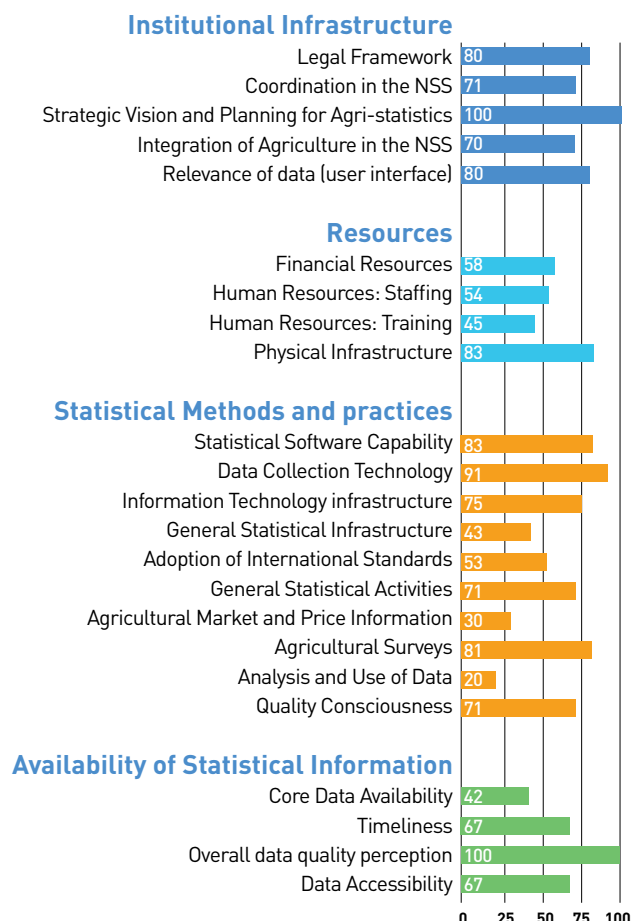 Institutional Infrastructure
Legal Framework 80
Coordination in the NSS 71
Strategic Vision and Planning for Agri-statistics 100
Integration of Agriculture in the NSS 70
Relevance of data (user interface) 80
Resources
Financial Resources 58
Human Resources: Staffing 54
Human Resources: Training 45
Physical Infrastructure 83
Statistical Methods and practices
Statistical Software Capability 83
Data Collection Technology 91
Information Technology infrastructure 75
General Statistical Infrastructure 43
Adoption of International Standards 53
General Statistical Activities 71
Agricultural Market and Price Information 30
Agricultural Surveys 81
Analysis and Use of Data 20
Quality Consciousness 71
Availability of Statistical Information
Core Data Availability 42
Timeliness 67
Overall data quality perception 100
Data Accessibility 67
0 25 50 75 100